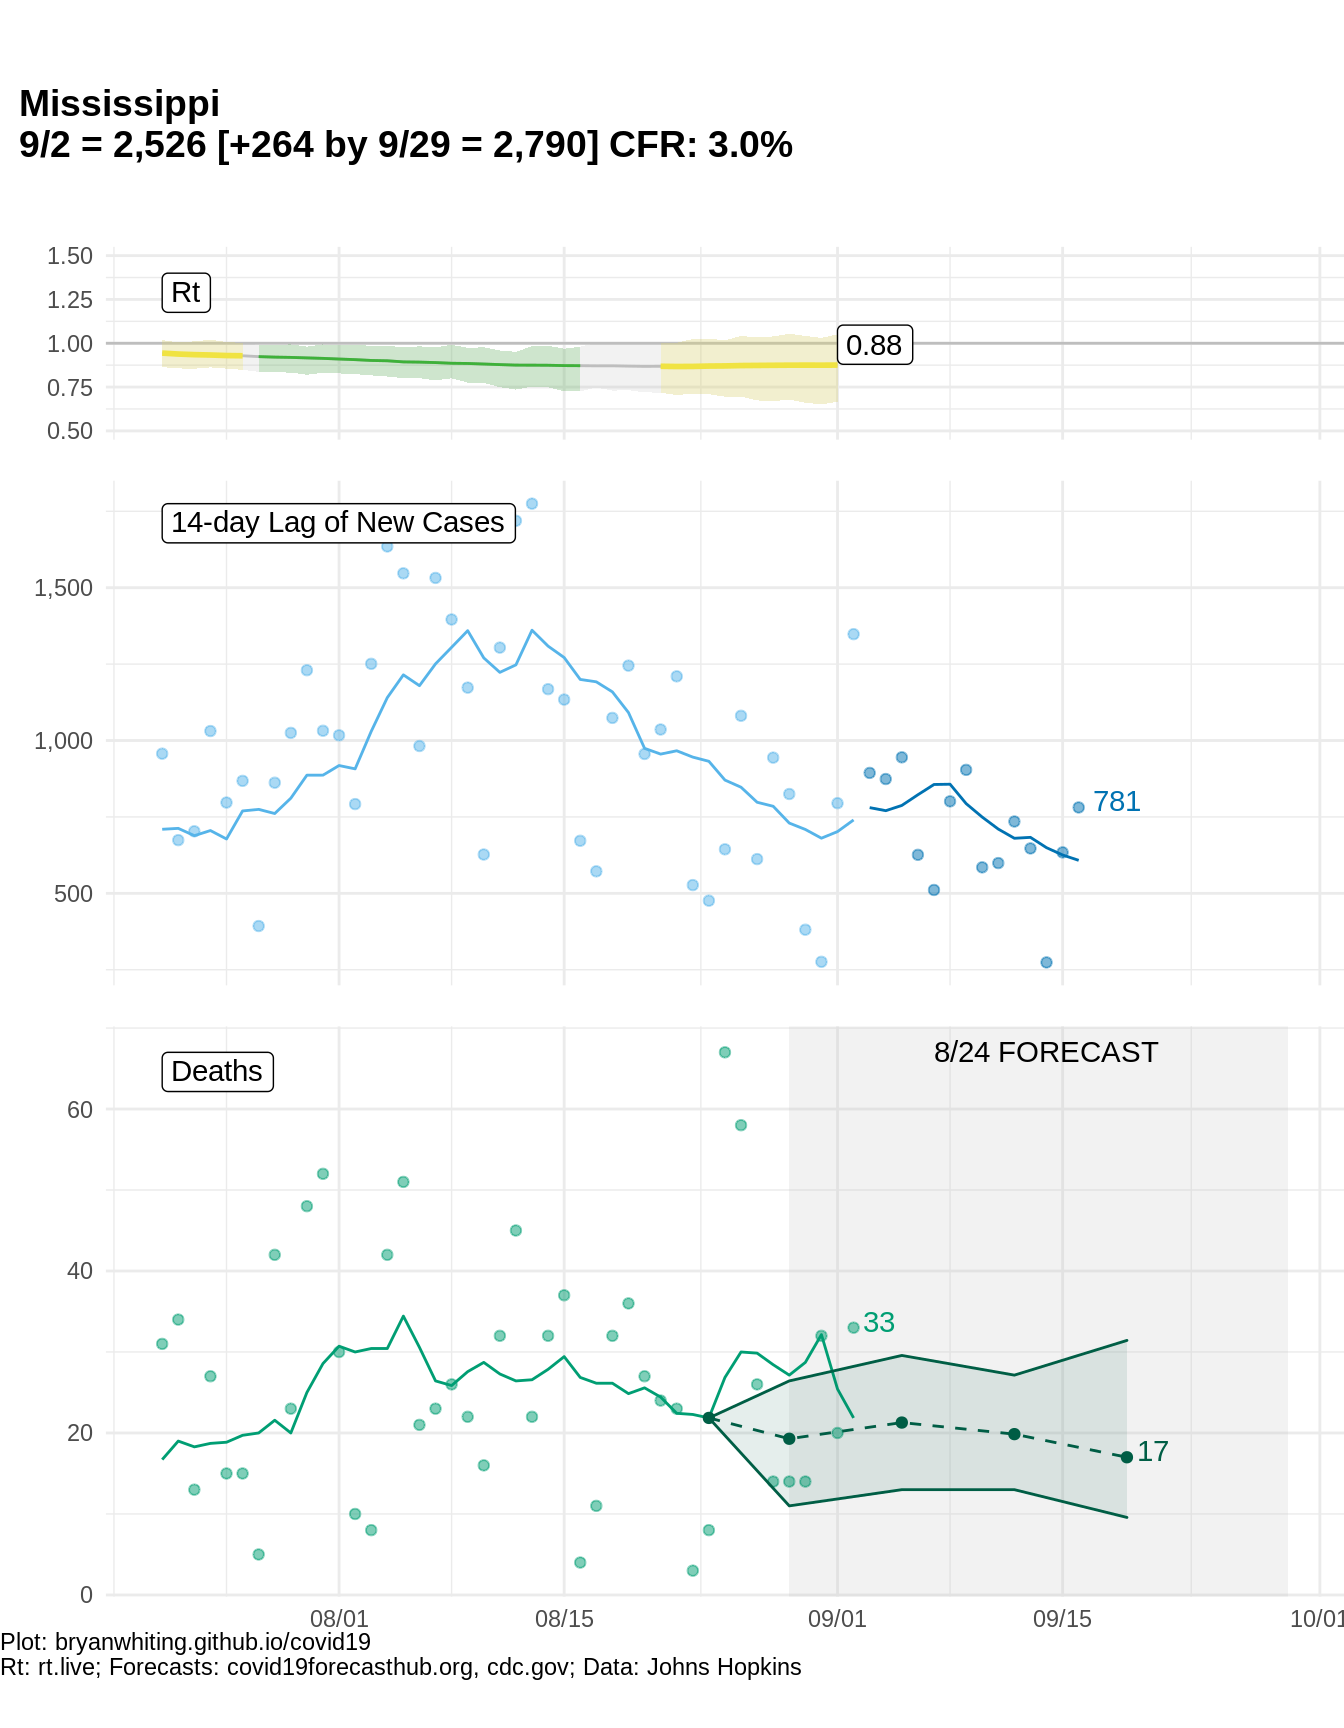 Mississippi
9/2 = 2,526 [+264 by 9/29 = 2,790] CFR: 3.0%
1.50
1.25
1.00
0.75
0.50
Rt
0.88
14-day Lag of New Cases
1,500
1,000
500
781
Deaths
8/24 FORECAST
60
40
20
0
33
17
08/01
08/15
09/01
09/15
10/01
Plot: bryanwhiting.github.io/covid19
Rt: rt.live; Forecasts: covid19forecasthub.org, cdc.gov; Data: Johns Hopkins